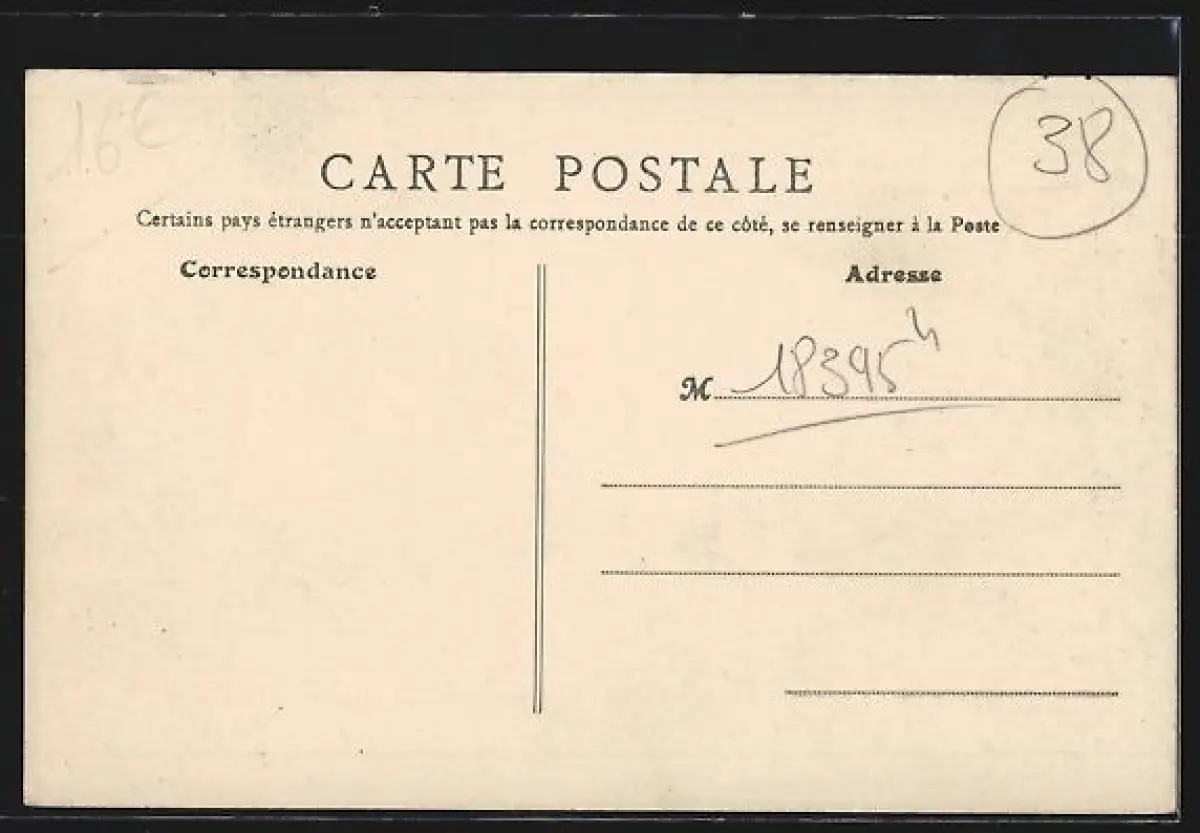 16€
38
CARTE POSTALE
Certains pays étrangers n'acceptant pas la correspondance de ce côté, se renseigner à la Poste
Correspondance
Adresse
M 18395